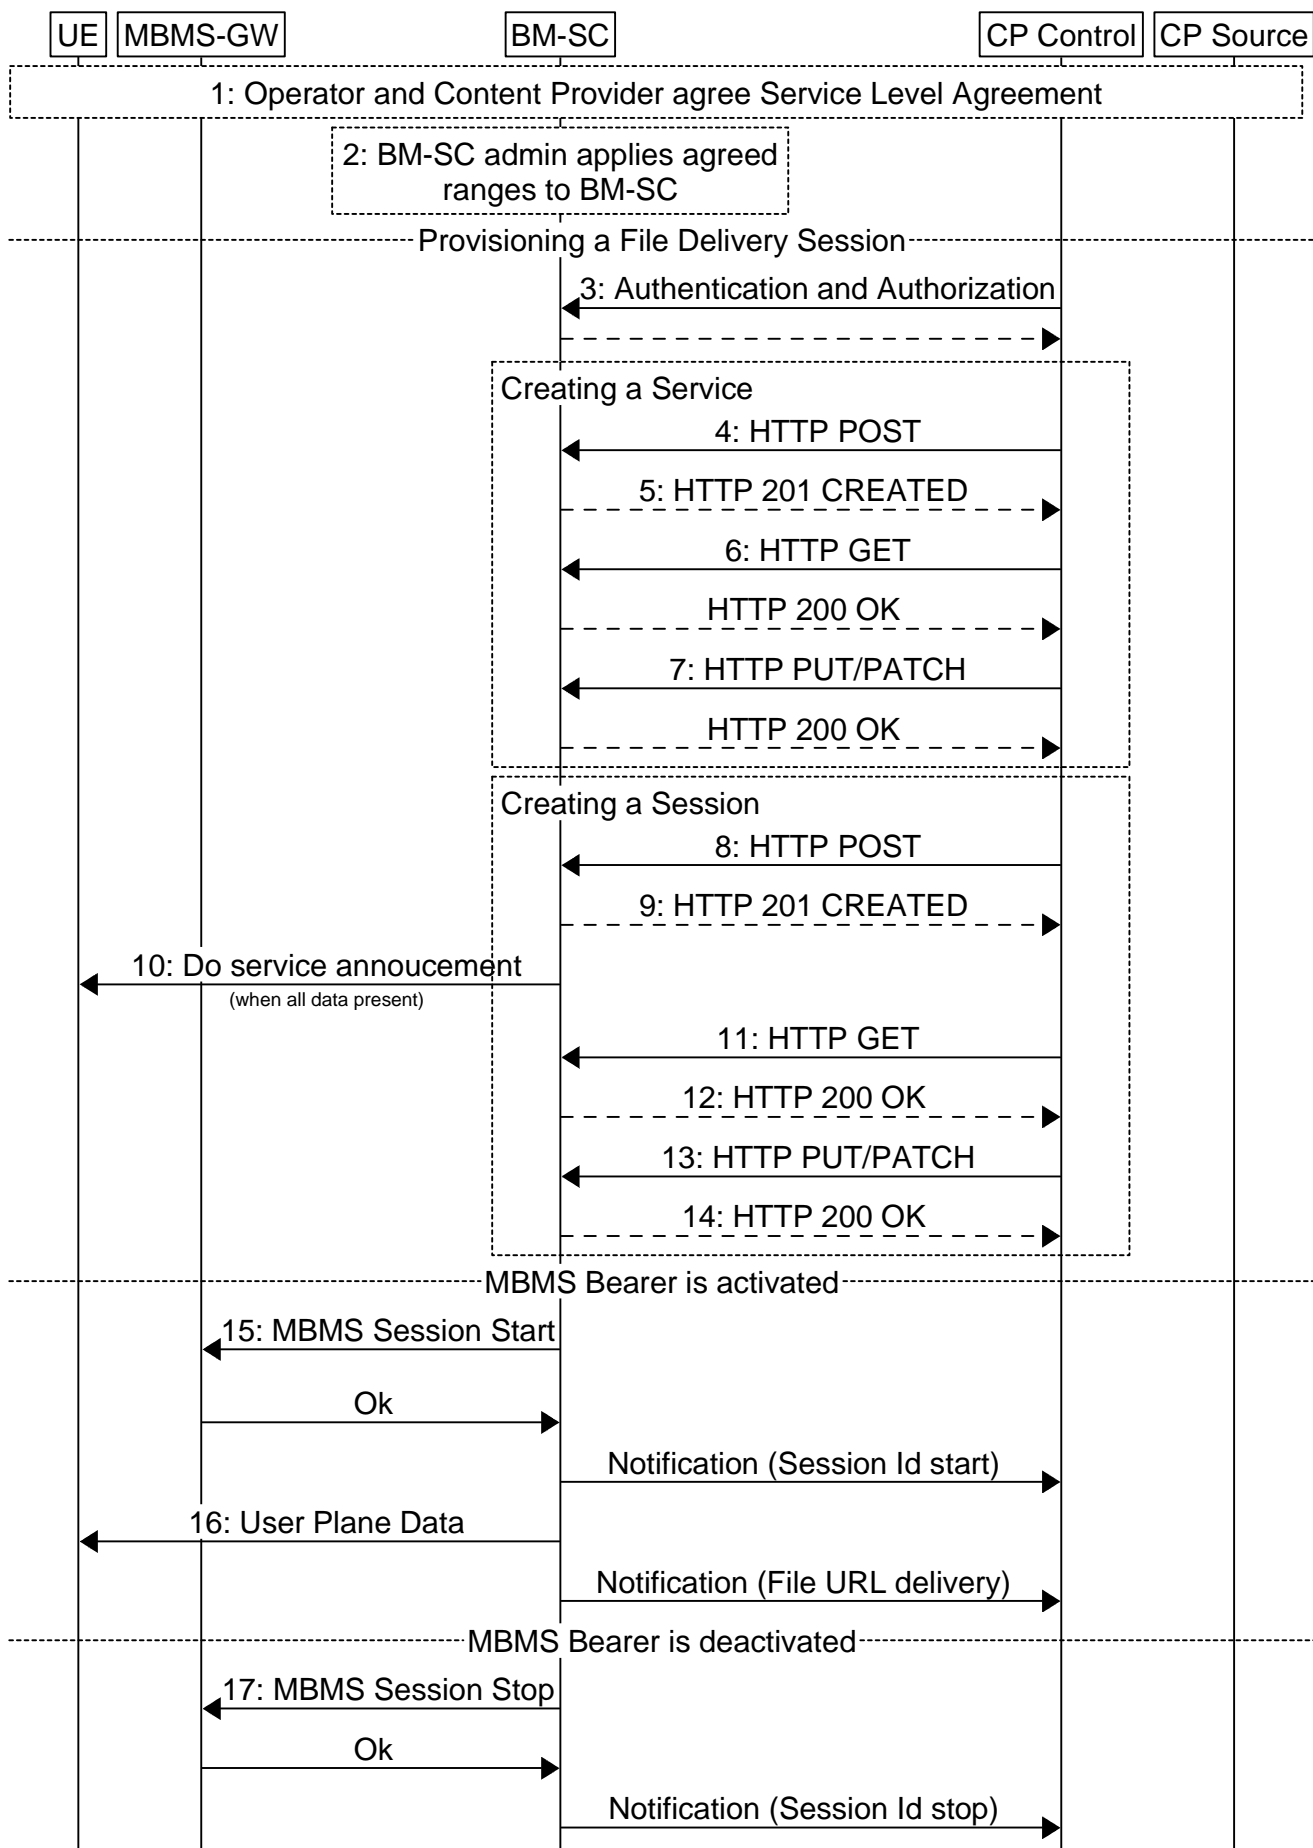 UE
MBMS-GW
BM-SC
CP Control
CP Source
1: Operator and Content Provider agree Service Level Agreement
2: BM-SC admin applies agreed
ranges to BM-SC
Provisioning a File Delivery Session
3: Authentication and Authorization
Creating a Service
4: HTTP POST
5: HTTP 201 CREATED
6: HTTP GET
HTTP 200 OK
7: HTTP PUT/PATCH
HTTP 200 OK
Creating a Session
8: HTTP POST
9: HTTP 201 CREATED
10: Do service annoucement
(when all data present)
11: HTTP GET
12: HTTP 200 OK
13: HTTP PUT/PATCH
14: HTTP 200 OK
MBMS Bearer is activated
15: MBMS Session Start
Ok
Notification (Session Id start)
16: User Plane Data
Notification (File URL delivery)
MBMS Bearer is deactivated
17: MBMS Session Stop
Ok
Notification (Session Id stop)